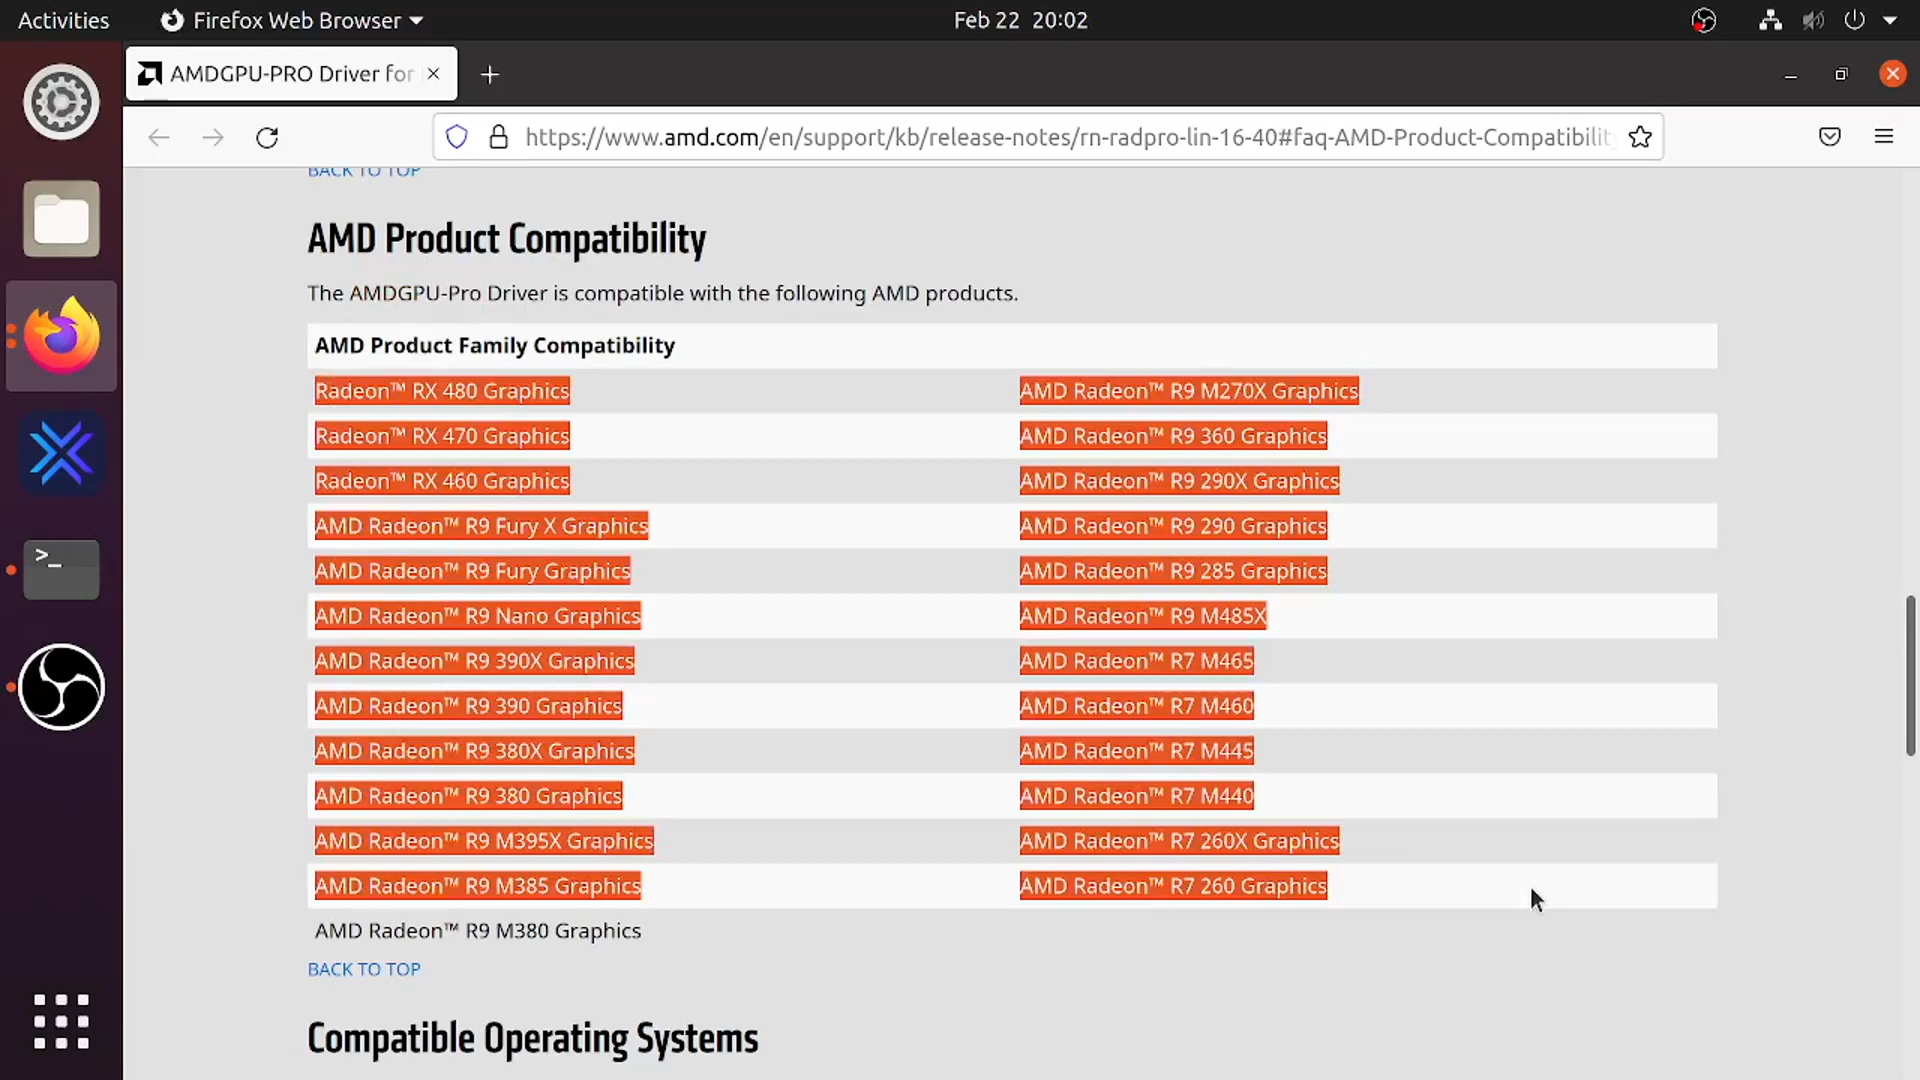 Activities
Firefox Web Browser
Feb 22 20:02
AMDGPU-PRO Driver for
https://www.amd.com/en/support/kb/release-notes/rn-radpro-lin-16-40#faq-AMD-Product-Compatibility
BACK TO TOP
AMD Product Compatibility
The AMDGPU-Pro Driver is compatible with the following AMD products.
AMD Product Family Compatibility
Radeon™ RX 480 Graphics AMD Radeon™ R9 M270X Graphics
Radeon™ RX 470 Graphics AMD Radeon™ R9 360 Graphics
Radeon™ RX 460 Graphics AMD Radeon™ R9 290X Graphics
AMD Radeon™ R9 Fury X Graphics AMD Radeon™ R9 290 Graphics
AMD Radeon™ R9 Fury Graphics AMD Radeon™ R9 285 Graphics
AMD Radeon™ R9 Nano Graphics AMD Radeon™ R9 M485X
AMD Radeon™ R9 390X Graphics AMD Radeon™ R7 M465
AMD Radeon™ R9 390 Graphics AMD Radeon™ R7 M460
AMD Radeon™ R9 380X Graphics AMD Radeon™ R7 M445
AMD Radeon™ R9 380 Graphics AMD Radeon™ R7 M440
AMD Radeon™ R9 M395X Graphics AMD Radeon™ R7 260X Graphics
AMD Radeon™ R9 M385 Graphics AMD Radeon™ R7 260 Graphics
AMD Radeon™ R9 M380 Graphics
BACK TO TOP
Compatible Operating Systems